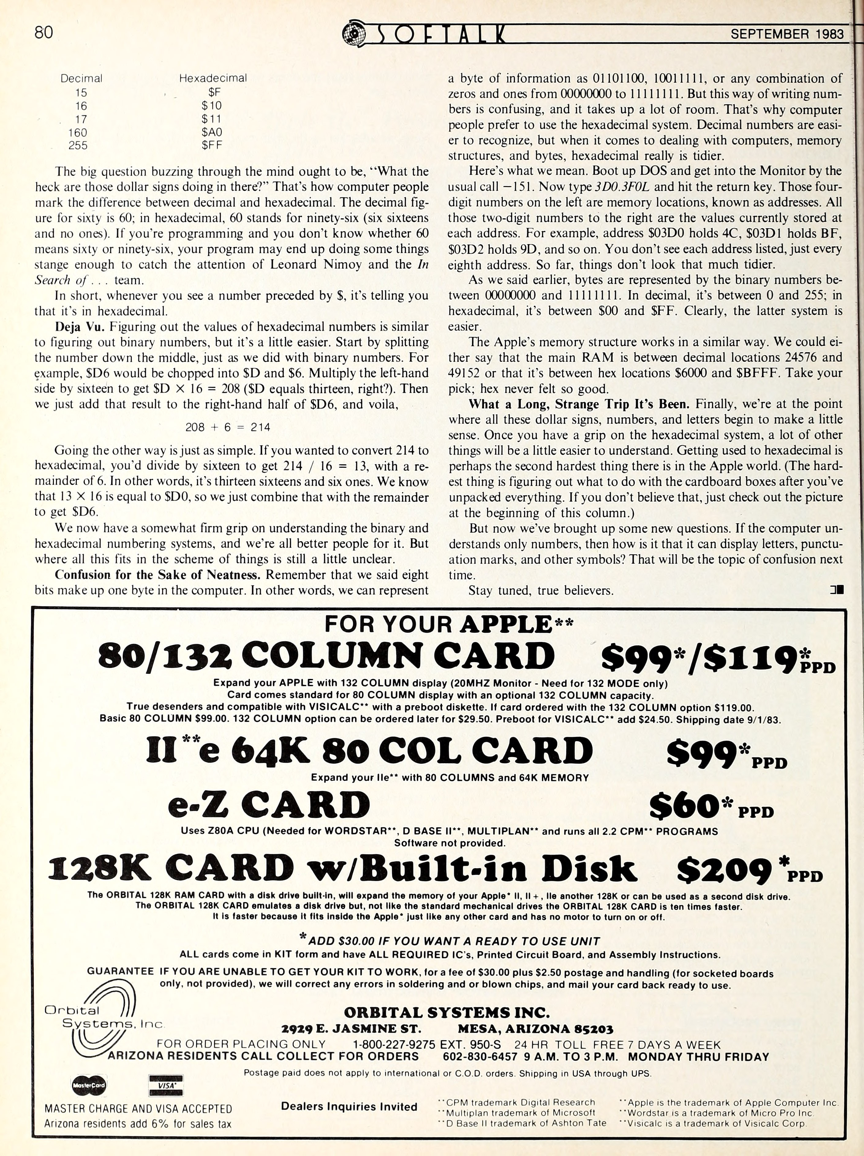 80
SOFTALK
SEPTEMBER 1983
Decimal Hexadecimal
15 $F
16 $10
17 $11
160 $A0
255 $FF
The big question buzzing through the mind ought to be, “What the
heck are those dollar signs doing in there?” That's how computer people
mark the difference between decimal and hexadecimal. The decimal fig-
ure for sixty is 60; in hexadecimal, 60 stands for ninety-six (six sixteens
and no ones). If you're programming and you don't know whether 60
means sixty or ninety-six, your program may end up doing some things
stange enough to catch the attention of Leonard Nimoy and the In
Search of . . . team.
In short, whenever you see a number preceded by $, it's telling you
that it's in hexadecimal.
Deja Vu. Figuring out the values of hexadecimal numbers is similar
to figuring out binary numbers, but it's a little easier. Start by splitting
the number down the middle, just as we did with binary numbers. For
example, $D6 would be chopped into $D and $6. Multiply the left-hand
side by sixteen to get $D × 16 = 208 ($D equals thirteen, right?). Then
we just add that result to the right-hand half of $D6, and voila,
208 + 6 = 214
Going the other way is just as simple. If you wanted to convert 214 to
hexadecimal, you'd divide by sixteen to get 214 / 16 = 13, with a re-
mainder of 6. In other words, it's thirteen sixteens and six ones. We know
that 13 × 16 is equal to $D0, so we just combine that with the remainder
to get $D6.
We now have a somewhat firm grip on understanding the binary and
hexadecimal numbering systems, and we're all better people for it. But
where all this fits in the scheme of things is still a little unclear.
Confusion for the Sake of Neatness. Remember that we said eight
bits make up one byte in the computer. In other words, we can represent
a byte of information as 01101100, 10011111, or any combination of
zeros and ones from 00000000 to 11111111. But this way of writing num-
bers is confusing, and it takes up a lot of room. That's why computer
people prefer to use the hexadecimal system. Decimal numbers are easi-
er to recognize, but when it comes to dealing with computers, memory
structures, and bytes, hexadecimal really is tidier.
Here's what we mean. Boot up DOS and get into the Monitor by the
usual call −151. Now type 3D0.3F0L and hit the return key. Those four-
digit numbers on the left are memory locations, known as addresses. All
those two-digit numbers to the right are the values currently stored at
each address. For example, address $03D0 holds 4C, $03D1 holds BF,
$03D2 holds 9D, and so on. You don't see each address listed, just every
eighth address. So far, things don't look that much tidier.
As we said earlier, bytes are represented by the binary numbers be-
tween 00000000 and 11111111. In decimal, it's between 0 and 255; in
hexadecimal, it's between $00 and $FF. Clearly, the latter system is
easier.
The Apple's memory structure works in a similar way. We could ei-
ther say that the main RAM is between decimal locations 24576 and
49152 or that it's between hex locations $6000 and $BFFF. Take your
pick; hex never felt so good.
What a Long, Strange Trip It's Been. Finally, we're at the point
where all these dollar signs, numbers, and letters begin to make a little
sense. Once you have a grip on the hexadecimal system, a lot of other
things will be a little easier to understand. Getting used to hexadecimal is
perhaps the second hardest thing there is in the Apple world. (The hard-
est thing is figuring out what to do with the cardboard boxes after you've
unpacked everything. If you don't believe that, just check out the picture
at the beginning of this column.)
But now we've brought up some new questions. If the computer un-
derstands only numbers, then how is it that it can display letters, punctu-
ation marks, and other symbols? That will be the topic of confusion next
time.
Stay tuned, true believers.
FOR YOUR APPLE**
80/132 COLUMN CARD $99*/$119*PPD
Expand your APPLE with 132 COLUMN display (20MHZ Monitor - Need for 132 MODE only)
Card comes standard for 80 COLUMN display with an optional 132 COLUMN capacity.
True desenders and compatible with VISICALC** with a preboot diskette. If card ordered with the 132 COLUMN option $119.00.
Basic 80 COLUMN $99.00. 132 COLUMN option can be ordered later for $29.50. Preboot for VISICALC** add $24.50. Shipping date 9/1/83.
II**e 64K 80 COL CARD $99*PPD
Expand your IIe** with 80 COLUMNS and 64K MEMORY
e-Z CARD $60*PPD
Uses Z80A CPU (Needed for WORDSTAR**, D BASE II**, MULTIPLAN** and runs all 2.2 CPM** PROGRAMS
Software not provided.
128K CARD w/Built-in Disk $209*PPD
The ORBITAL 128K RAM CARD with a disk drive built-in, will expand the memory of your Apple* II, II+, IIe another 128K or can be used as a second disk drive.
The ORBITAL 128K CARD emulates a disk drive but, not like the standard mechanical drives the ORBITAL 128K CARD is ten times faster.
It is faster because it fits inside the Apple* just like any other card and has no motor to turn on or off.
*ADD $30.00 IF YOU WANT A READY TO USE UNIT
ALL cards come in KIT form and have ALL REQUIRED IC's, Printed Circuit Board, and Assembly Instructions.
GUARANTEE IF YOU ARE UNABLE TO GET YOUR KIT TO WORK, for a fee of $30.00 plus $2.50 postage and handling (for socketed boards
only, not provided), we will correct any errors in soldering and or blown chips, and mail your card back ready to use.
Orbital
Systems, Inc
ORBITAL SYSTEMS INC.
2929 E. JASMINE ST. MESA, ARIZONA 85203
FOR ORDER PLACING ONLY 1-800-227-9275 EXT. 950-S 24 HR TOLL FREE 7 DAYS A WEEK
ARIZONA RESIDENTS CALL COLLECT FOR ORDERS 602-830-6457 9 A.M. TO 3 P.M. MONDAY THRU FRIDAY
Postage paid does not apply to international or C.O.D. orders. Shipping in USA through UPS.
MasterCard VISA*
MASTER CHARGE AND VISA ACCEPTED
Arizona residents add 6% for sales tax
Dealers Inquiries Invited
**CPM trademark Digital Research
**Multiplan trademark of Microsoft
**D Base II trademark of Ashton Tate
**Apple is the trademark of Apple Computer Inc.
**Wordstar is a trademark of Micro Pro Inc.
**Visicalc is a trademark of Visicalc Corp.